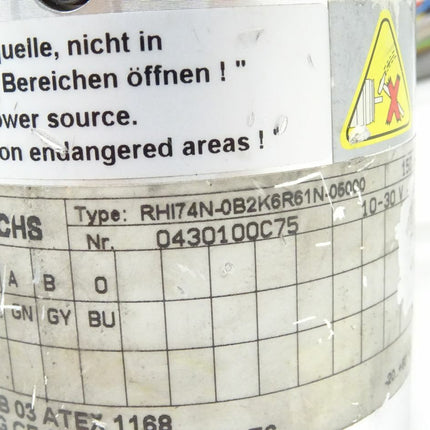 quelle, nicht in
Bereichen öffnen ! "
ower source.
on endangered areas ! "
CHS Type: RHI74N-0B2K6R61N-05000
Nr. 0430100C75 10-30 V
A B 0
GN GY BU
B 03 ATEX 1168